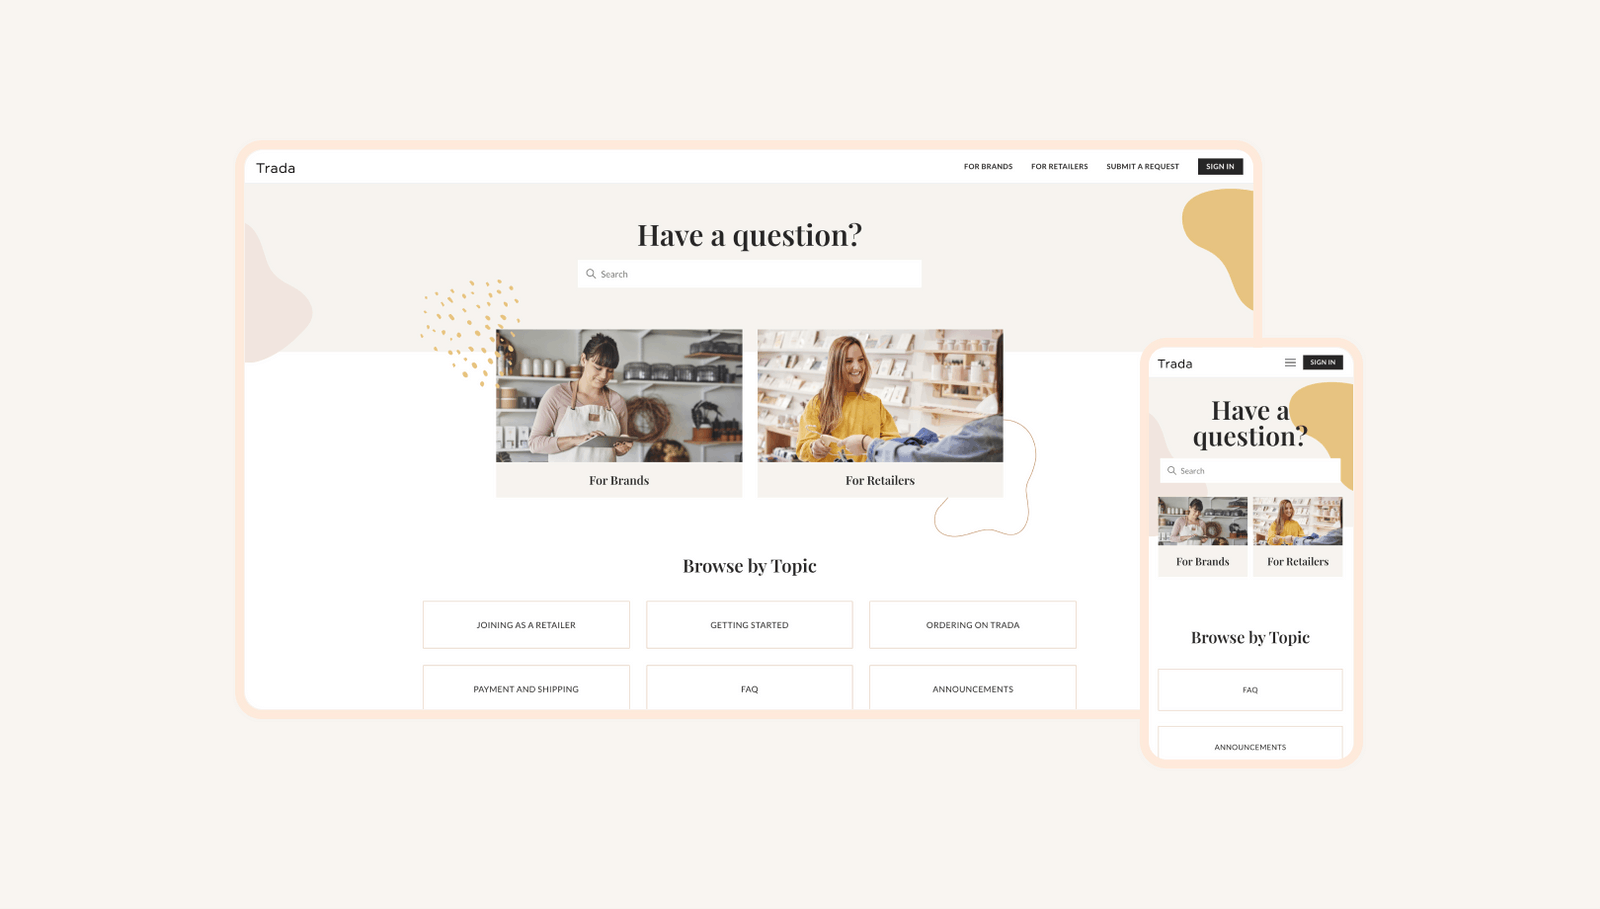 Trada
FOR BRANDS
FOR RETAILERS
SUBMIT A REQUEST
SIGN IN
Have a question?
Search
For Brands
For Retailers
Browse by Topic
JOINING AS A RETAILER
GETTING STARTED
ORDERING ON TRADA
PAYMENT AND SHIPPING
FAQ
ANNOUNCEMENTS
Trada
SIGN IN
Have a
question?
Search
For Brands
For Retailers
Browse by Topic
FAQ
ANNOUNCEMENTS